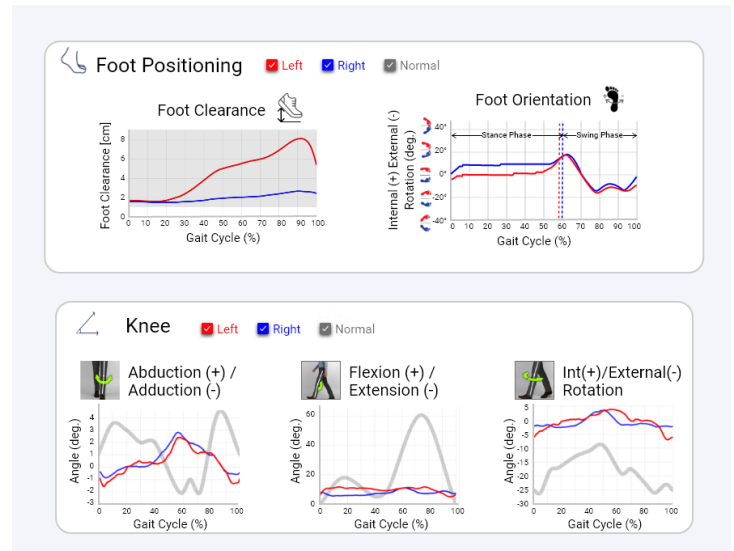 Foot Positioning
Left
Right
Normal
Foot Clearance
Foot Clearance [cm]
8
6
4
2
0
0 10 20 30 40 50 60 70 80 90 100
Gait Cycle (%)
Foot Orientation
Internal (+) External (-)
Rotation (deg.)
40°
20°
0°
-20°
-40°
Stance Phase
Swing Phase
0 10 20 30 40 50 60 70 80 90 100
Gait Cycle (%)
Knee
Left
Right
Normal
Abduction (+) /
Adduction (-)
Angle (deg.)
4
3
2
1
0
-1
-2
-3
0 20 40 60 80 100
Gait Cycle (%)
Flexion (+) /
Extension (-)
Angle (deg.)
60
40
20
0
0 20 40 60 80 100
Gait Cycle (%)
Int(+)/External(-)
Rotation
Angle (deg.)
5
0
-5
-10
-15
-20
-25
-30
0 20 40 60 80 100
Gait Cycle (%)